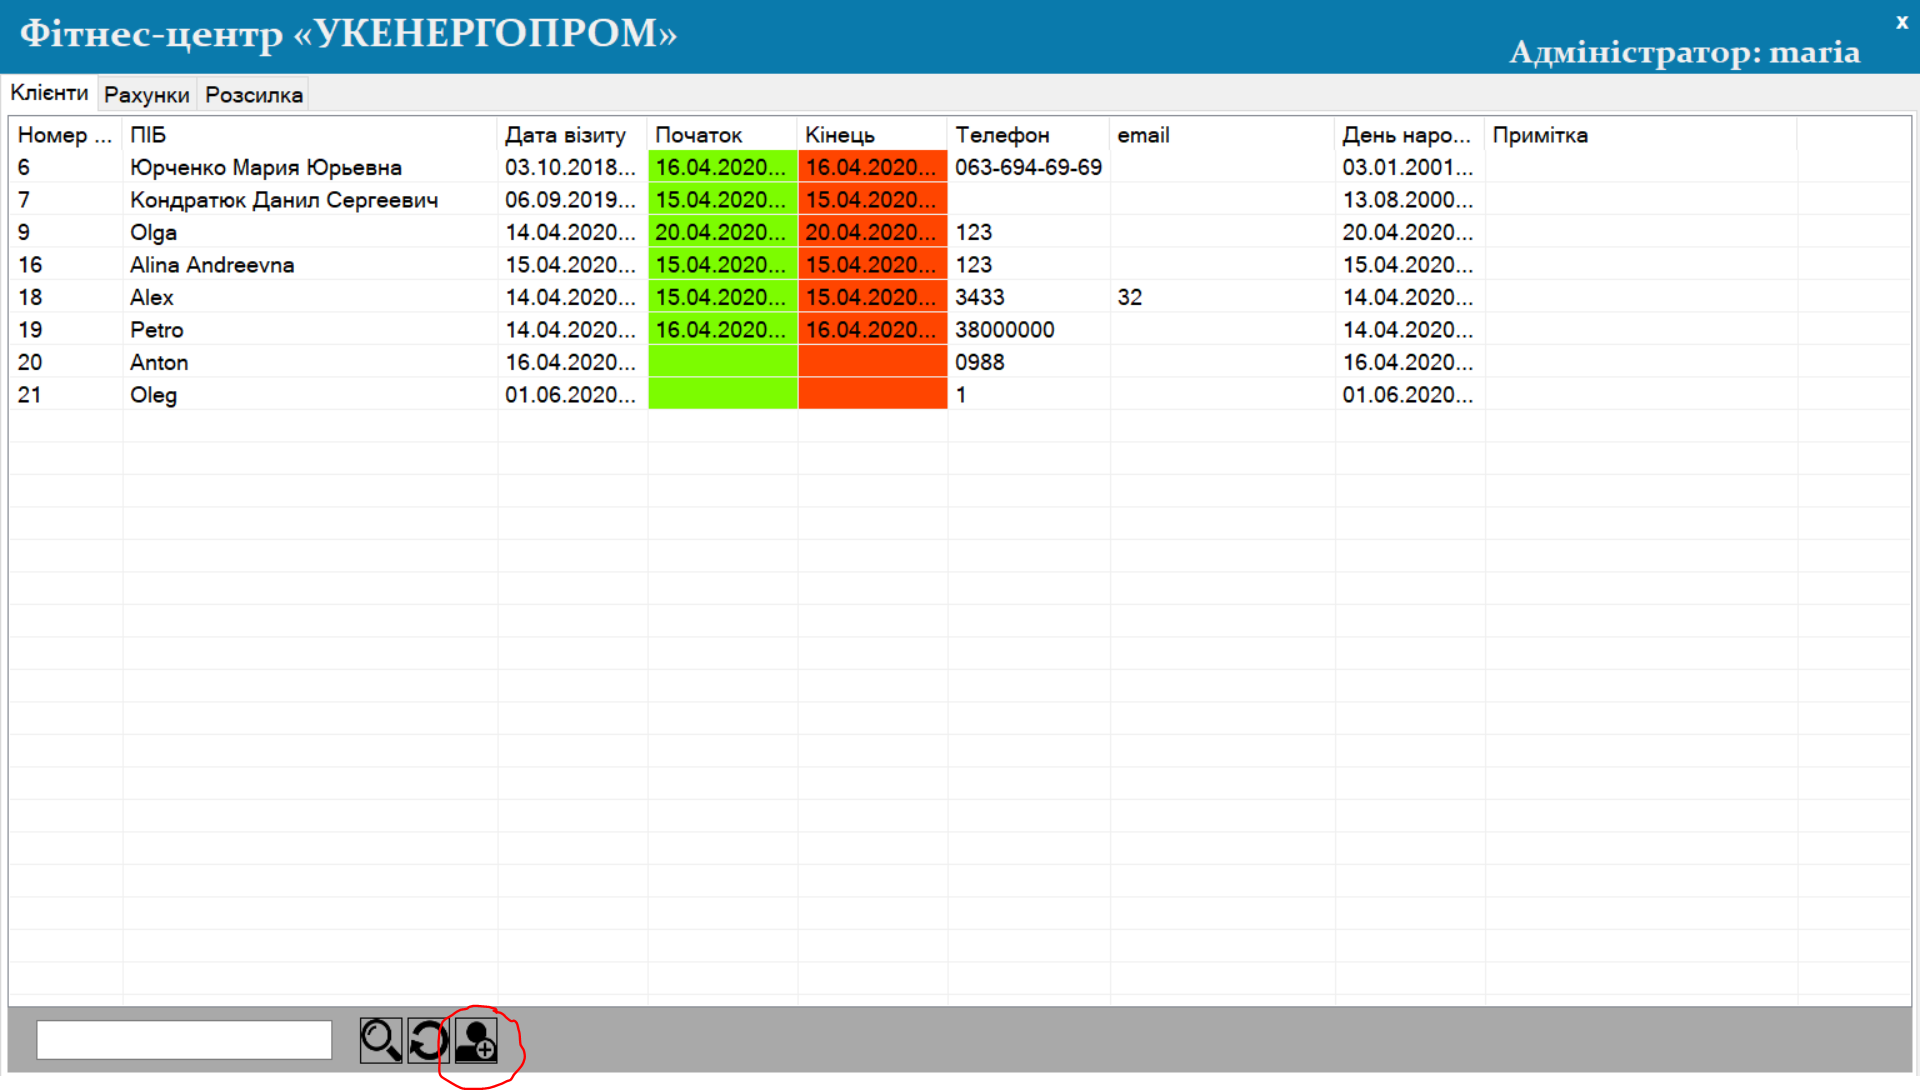 Фітнес-центр «УКЕНЕРГОПРОМ»
x
Адміністратор: maria
Клієнти Рахунки Розсилка
Номер ... ПІБ Дата візиту Початок Кінець Телефон email День наро... Примітка
6 Юрченко Мария Юрьевна 03.10.2018... 16.04.2020... 16.04.2020... 063-694-69-69 03.01.2001...
7 Кондратюк Данил Сергеевич 06.09.2019... 15.04.2020... 15.04.2020... 13.08.2000...
9 Olga 14.04.2020... 20.04.2020... 20.04.2020... 123 20.04.2020...
16 Alina Andreevna 15.04.2020... 15.04.2020... 15.04.2020... 123 15.04.2020...
18 Alex 14.04.2020... 15.04.2020... 15.04.2020... 3433 32 14.04.2020...
19 Petro 14.04.2020... 16.04.2020... 16.04.2020... 38000000 14.04.2020...
20 Anton 16.04.2020... 0988 16.04.2020...
21 Oleg 01.06.2020... 1 01.06.2020...